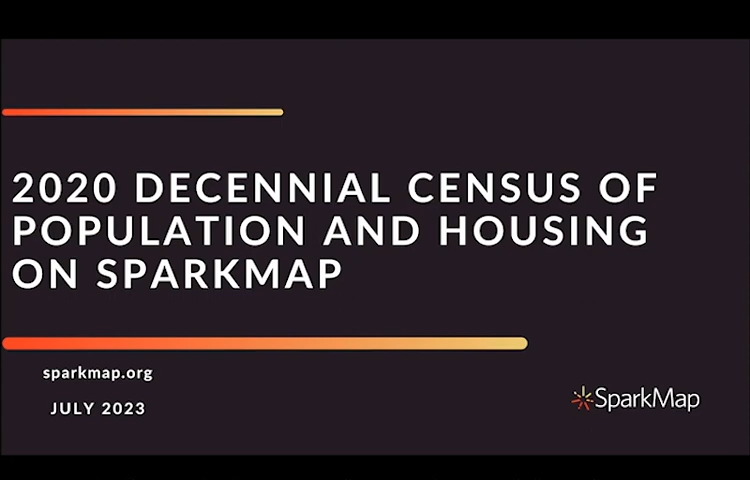 2020 DECENNIAL CENSUS OF
POPULATION AND HOUSING
ON SPARKMAP
sparkmap.org
JULY 2023
SparkMap